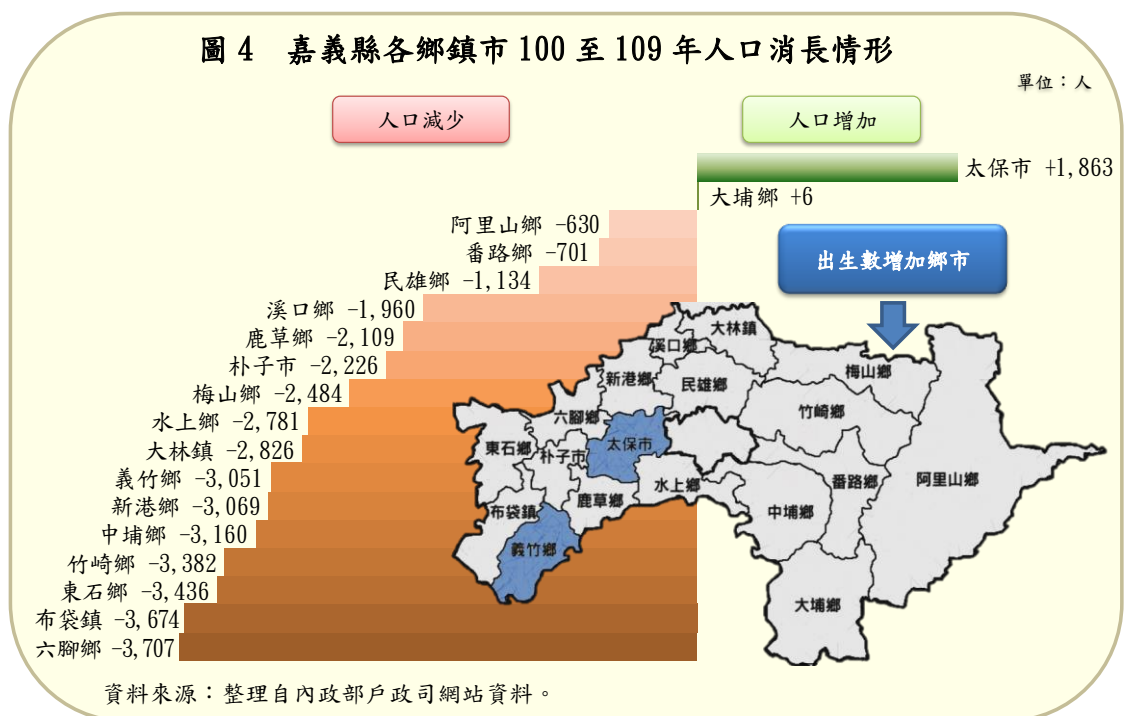 圖 4 嘉義縣各鄉鎮市 100 至 109 年人口消長情形
單位：人
人口減少
人口增加
太保市 +1,863
大埔鄉 +6
阿里山鄉 -630
番路鄉 -701
民雄鄉 -1,134
溪口鄉 -1,960
鹿草鄉 -2,109
朴子市 -2,226
梅山鄉 -2,484
水上鄉 -2,781
大林鎮 -2,826
義竹鄉 -3,051
新港鄉 -3,069
中埔鄉 -3,160
竹崎鄉 -3,382
東石鄉 -3,436
布袋鎮 -3,674
六腳鄉 -3,707
出生數增加鄉市
大林鎮
溪口鄉
梅山鄉
新港鄉
民雄鄉
竹崎鄉
六腳鄉
太保市
東石鄉
朴子市
阿里山鄉
番路鄉
水上鄉
鹿草鄉
布袋鎮
中埔鄉
義竹鄉
大埔鄉
資料來源：整理自內政部戶政司網站資料。